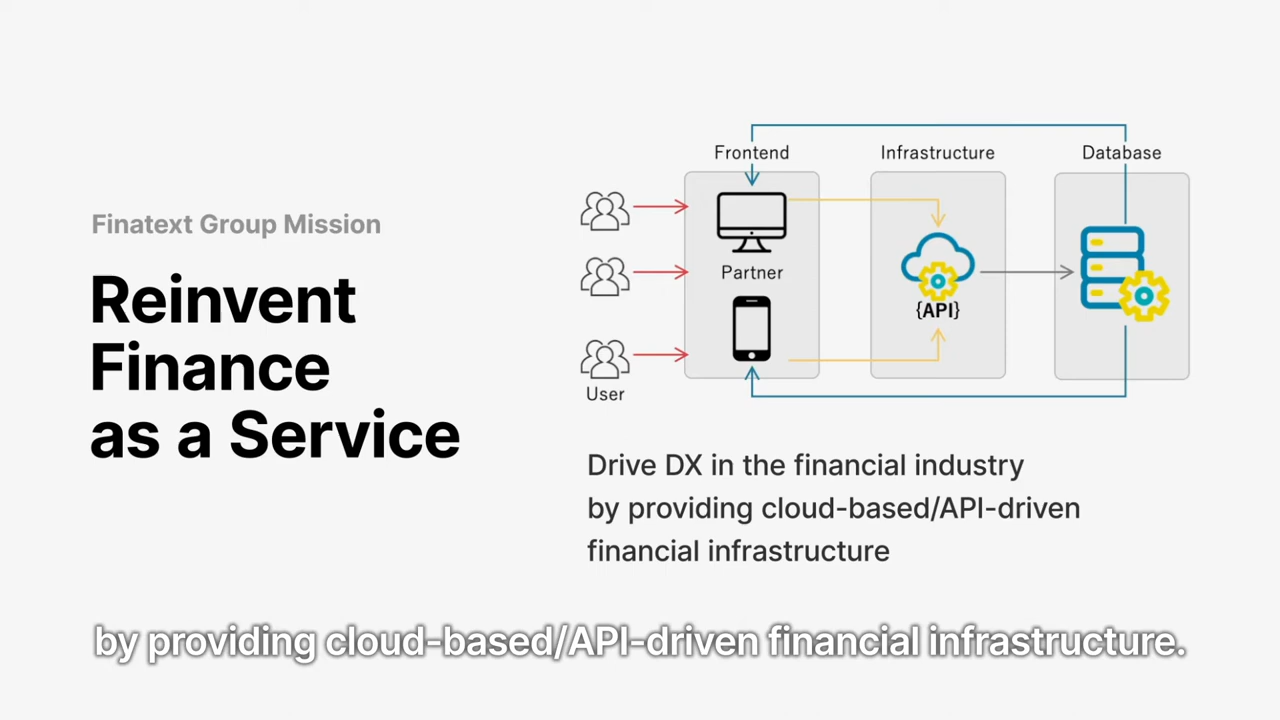 Finatext Group Mission
Reinvent
Finance
as a Service
Frontend
Infrastructure
Database
Partner
{API}
User
Drive DX in the financial industry
by providing cloud-based/API-driven
financial infrastructure
by providing cloud-based/API-driven financial infrastructure.